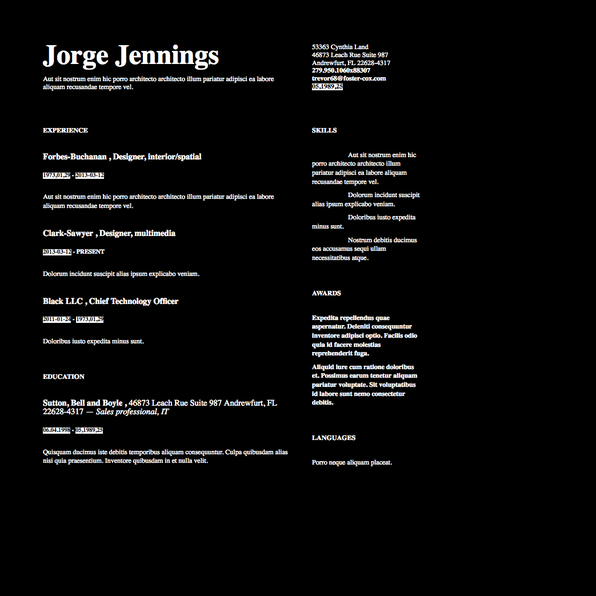 Jorge Jennings
Aut sit nostrum enim hic porro architecto architecto illum pariatur adipisci ea labore
aliquam recusandae tempore vel.
EXPERIENCE
Forbes-Buchanan , Designer, interior/spatial
1973.01.29 - 2013-03-12
Aut sit nostrum enim hic porro architecto architecto illum pariatur adipisci ea labore
aliquam recusandae tempore vel.
Clark-Sawyer , Designer, multimedia
2013-03-12 - PRESENT
Dolorum incidunt suscipit alias ipsum explicabo veniam.
Black LLC , Chief Technology Officer
2011-01-24 - 1973.01.29
Doloribus iusto expedita minus sunt.
EDUCATION
Sutton, Bell and Boyle , 46873 Leach Rue Suite 987 Andrewfurt, FL
22628-4317 — Sales professional, IT
06.04.1998 - 05.1989.25
Quisquam ducimus iste debitis temporibus aliquam consequuntur. Culpa quibusdam alias
nisi quia praesentium. Inventore quibusdam in et nulla velit.
53363 Cynthia Land
46873 Leach Rue Suite 987
Andrewfurt, FL 22628-4317
279.950.1060x88307
trevor68@foster-cox.com
05.1989.25
SKILLS
Aut sit nostrum enim hic
porro architecto architecto illum
pariatur adipisci ea labore aliquam
recusandae tempore vel.
Dolorum incidunt suscipit
alias ipsum explicabo veniam.
Doloribus iusto expedita
minus sunt.
Nostrum debitis ducimus
eos accusamus sequi ullam
necessitatibus atque.
AWARDS
Expedita repellendus quae
aspernatur. Deleniti consequuntur
inventore adipisci optio. Facilis odio
quia id facere molestias
reprehenderit fuga.
Aliquid iure cum ratione doloribus
et. Possimus earum tenetur aliquam
pariatur voluptate. Sit voluptatibus
id labore sunt nemo consectetur
debitis.
LANGUAGES
Porro neque aliquam placeat.